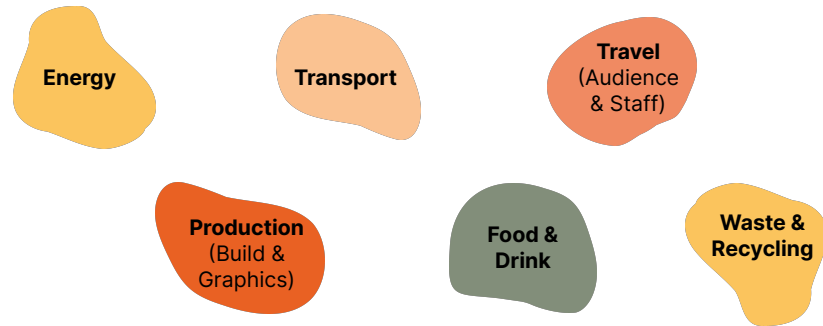 Energy
Transport
Travel
(Audience
& Staff)
Production
(Build &
Graphics)
Food &
Drink
Waste &
Recycling